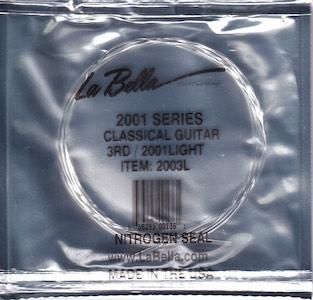 La Bella
2001 SERIES
CLASSICAL GUITAR
3RD / 2001LIGHT
ITEM: 2003L
NITROGEN SEAL
www.LaBella.com
MADE IN THE USA